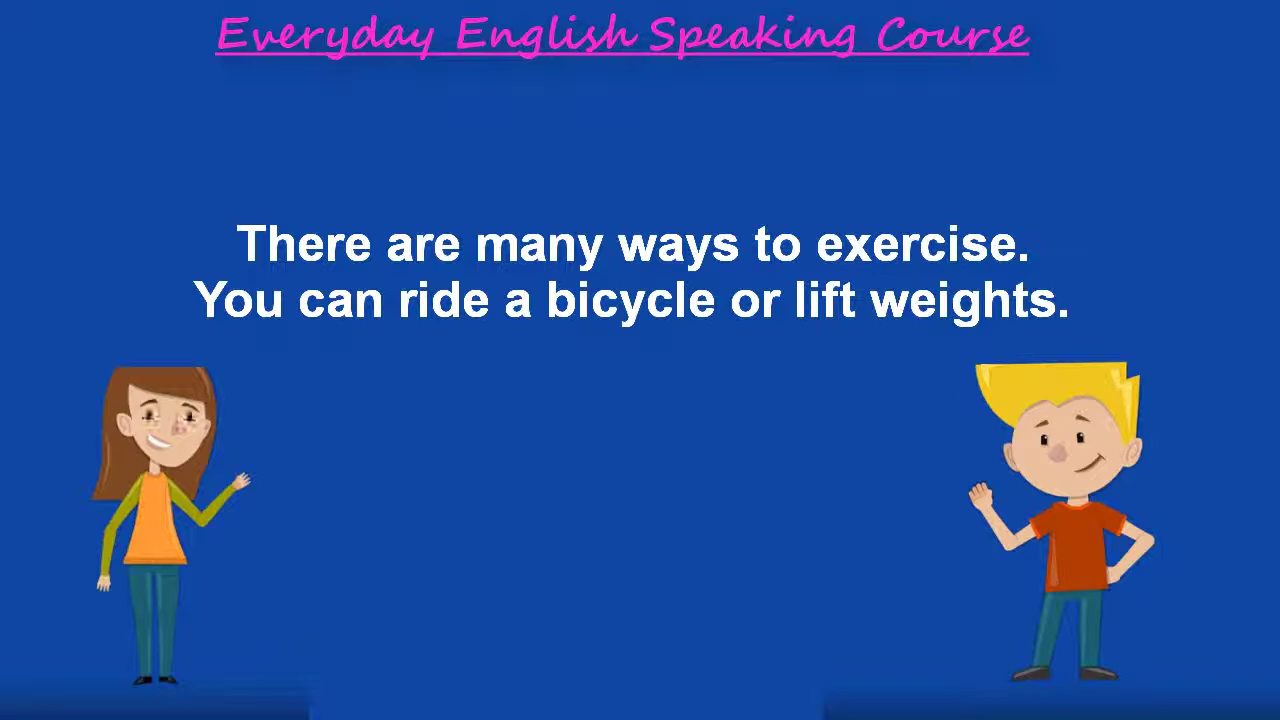 Everyday English Speaking Course
There are many ways to exercise.
You can ride a bicycle or lift weights.